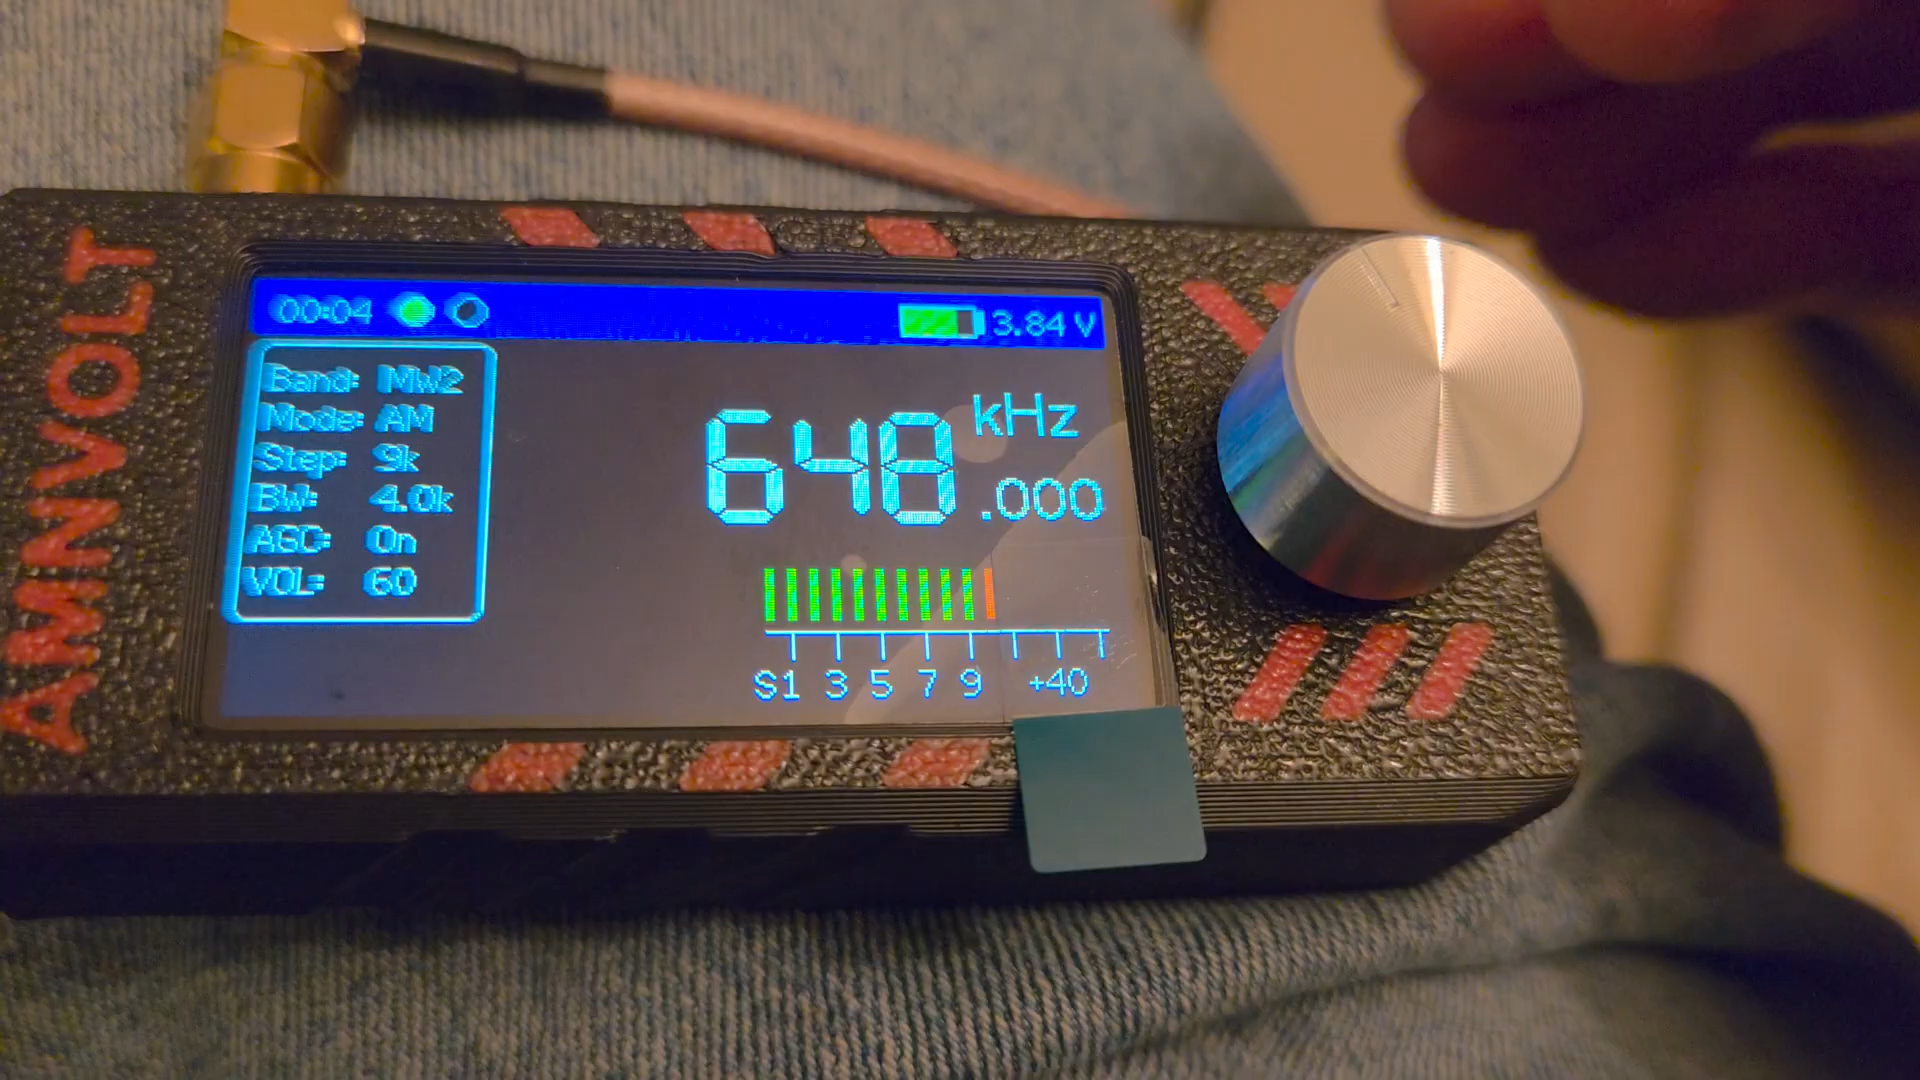 AMNVOLT
00:04
3.84 V
Band: MW2
Mode: AM
Step: 9k
BW: 4.0k
AGC: On
VOL: 60
648.000 kHz
S1 3 5 7 9 +40